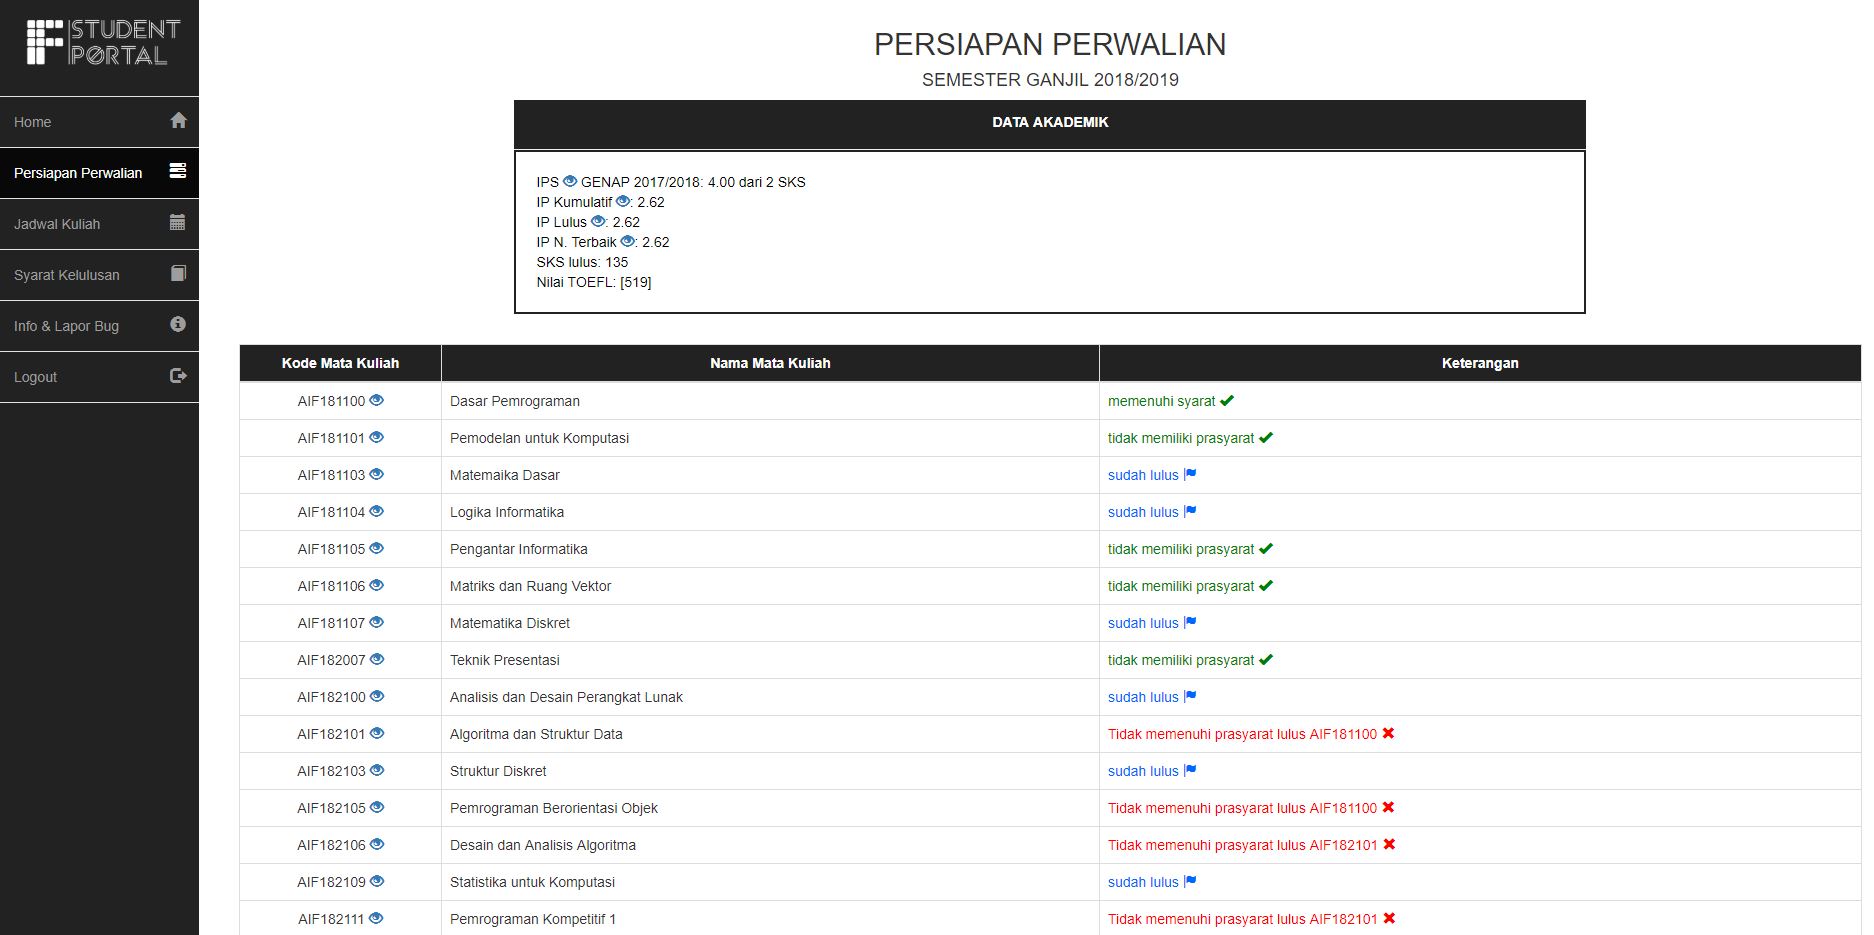 STUDENT
PORTAL
Home
Persiapan Perwalian
Jadwal Kuliah
Syarat Kelulusan
Info & Lapor Bug
Logout
PERSIAPAN PERWALIAN
SEMESTER GANJIL 2018/2019
DATA AKADEMIK
IPS GENAP 2017/2018: 4.00 dari 2 SKS
IP Kumulatif : 2.62
IP Lulus : 2.62
IP N. Terbaik : 2.62
SKS lulus: 135
Nilai TOEFL: [519]
Kode Mata Kuliah Nama Mata Kuliah Keterangan
AIF181100 Dasar Pemrograman memenuhi syarat
AIF181101 Pemodelan untuk Komputasi tidak memiliki prasyarat
AIF181103 Matemaika Dasar sudah lulus
AIF181104 Logika Informatika sudah lulus
AIF181105 Pengantar Informatika tidak memiliki prasyarat
AIF181106 Matriks dan Ruang Vektor tidak memiliki prasyarat
AIF181107 Matematika Diskret sudah lulus
AIF182007 Teknik Presentasi tidak memiliki prasyarat
AIF182100 Analisis dan Desain Perangkat Lunak sudah lulus
AIF182101 Algoritma dan Struktur Data Tidak memenuhi prasyarat lulus AIF181100
AIF182103 Struktur Diskret sudah lulus
AIF182105 Pemrograman Berorientasi Objek Tidak memenuhi prasyarat lulus AIF181100
AIF182106 Desain dan Analisis Algoritma Tidak memenuhi prasyarat lulus AIF182101
AIF182109 Statistika untuk Komputasi sudah lulus
AIF182111 Pemrograman Kompetitif 1 Tidak memenuhi prasyarat lulus AIF182101